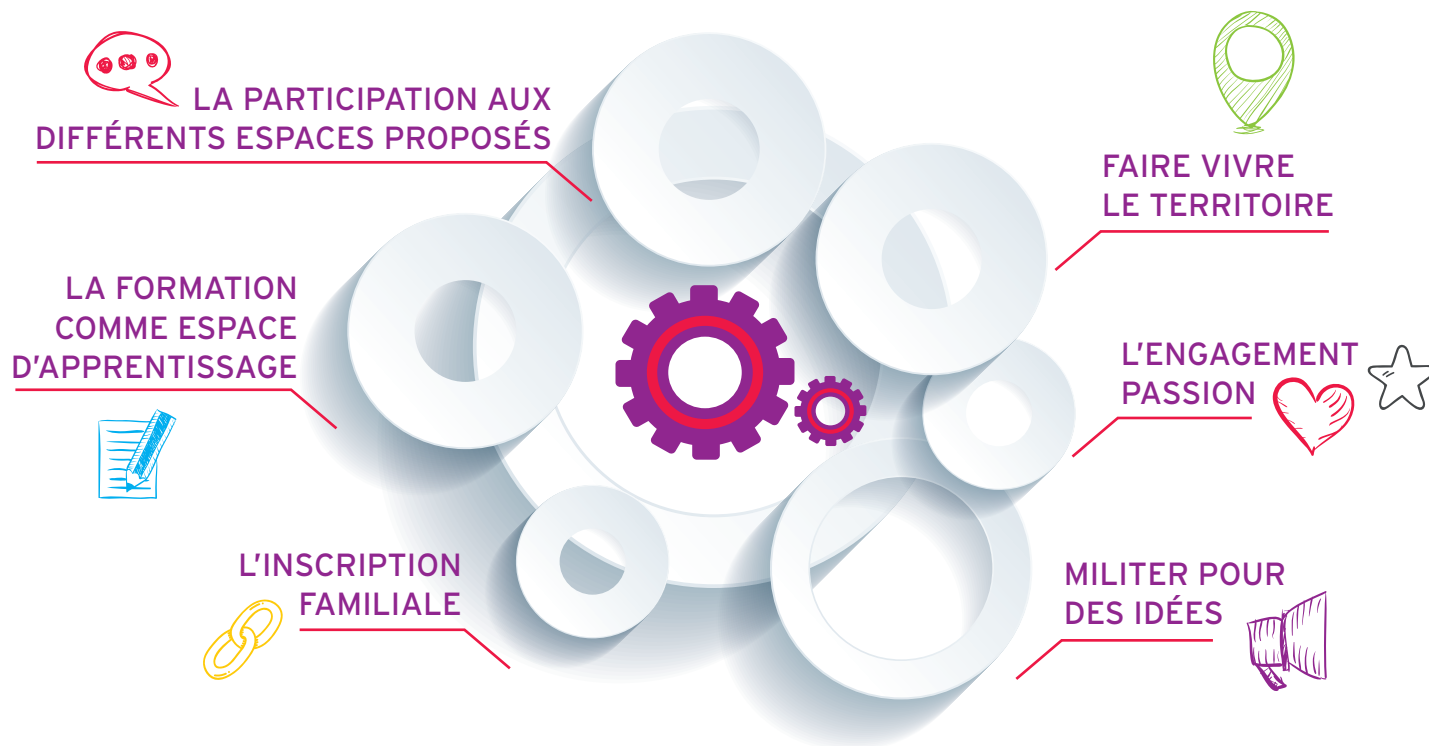 LA PARTICIPATION AUX
DIFFÉRENTS ESPACES PROPOSÉS
FAIRE VIVRE
LE TERRITOIRE
LA FORMATION
COMME ESPACE
D'APPRENTISSAGE
L'ENGAGEMENT
PASSION
L'INSCRIPTION
FAMILIALE
MILITER POUR
DES IDÉES